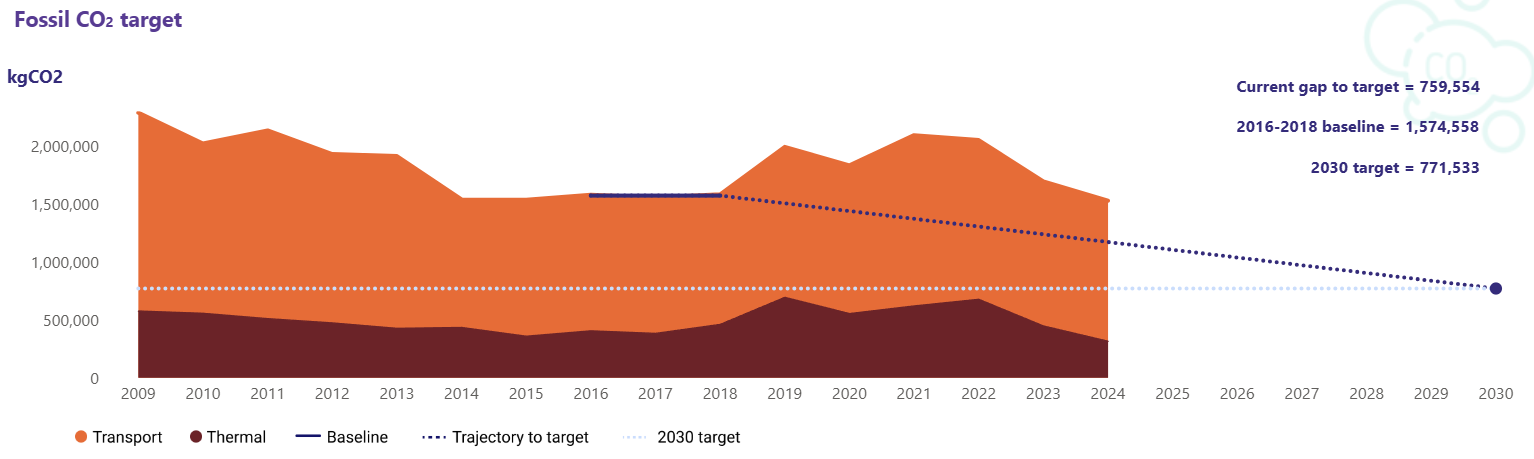 Fossil CO₂ target
kgCO2
CO
Current gap to target = 759,554
2016-2018 baseline = 1,574,558
2030 target = 771,533
2,000,000
1,500,000
1,000,000
500,000
0
2009 2010 2011 2012 2013 2014 2015 2016 2017 2018 2019 2020 2021 2022 2023 2024 2025 2026 2027 2028 2029 2030
Transport Thermal Baseline Trajectory to target 2030 target